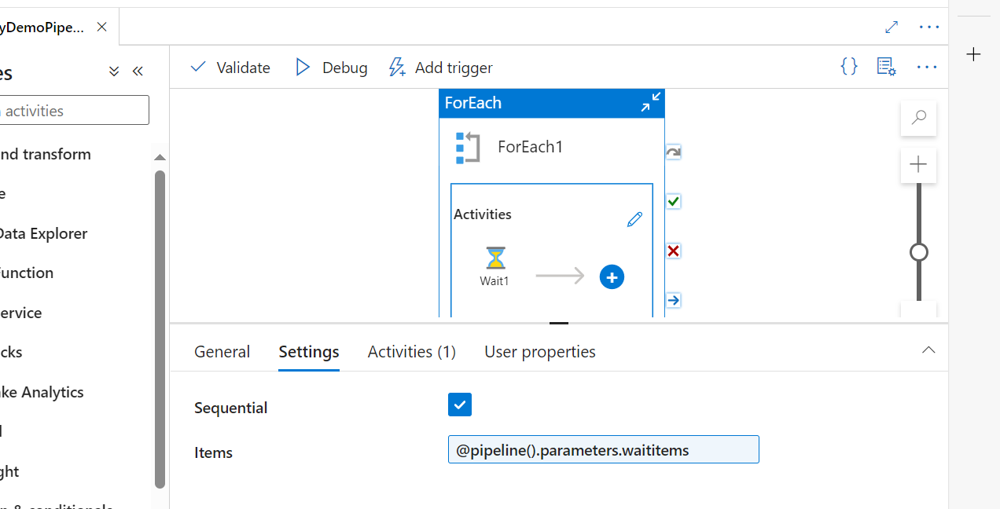 yDemoPipe...
es
activities
nd transform
e
Data Explorer
Function
ervice
cks
ke Analytics
l
ght
Validate
Debug
Add trigger
ForEach
ForEach1
Activities
Wait1
General
Settings
Activities (1)
User properties
Sequential
Items
@pipeline().parameters.waititems